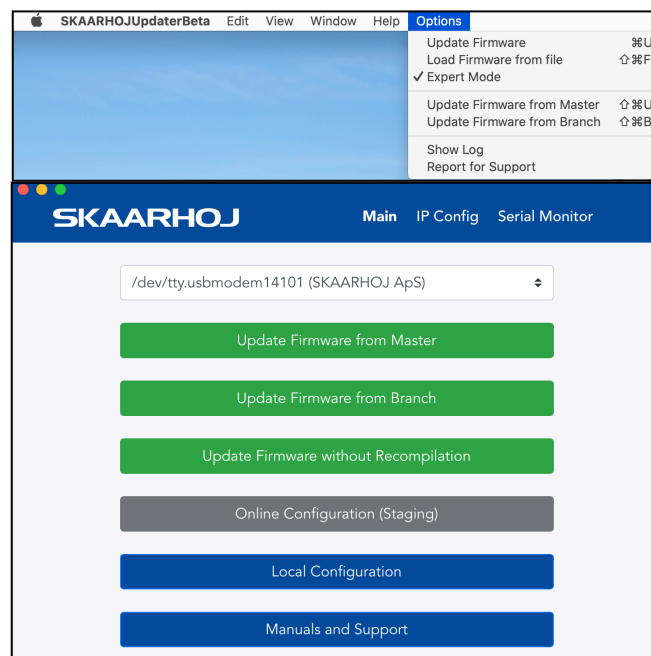 SKAARHOJUpdaterBeta Edit View Window Help Options
Update Firmware ⌘U
Load Firmware from file ⇧⌘F
✓ Expert Mode
Update Firmware from Master ⇧⌘U
Update Firmware from Branch ⇧⌘B
Show Log
Report for Support
SKAARHOJ Main IP Config Serial Monitor
/dev/tty.usbmodem14101 (SKAARHOJ ApS)
Update Firmware from Master
Update Firmware from Branch
Update Firmware without Recompilation
Online Configuration (Staging)
Local Configuration
Manuals and Support